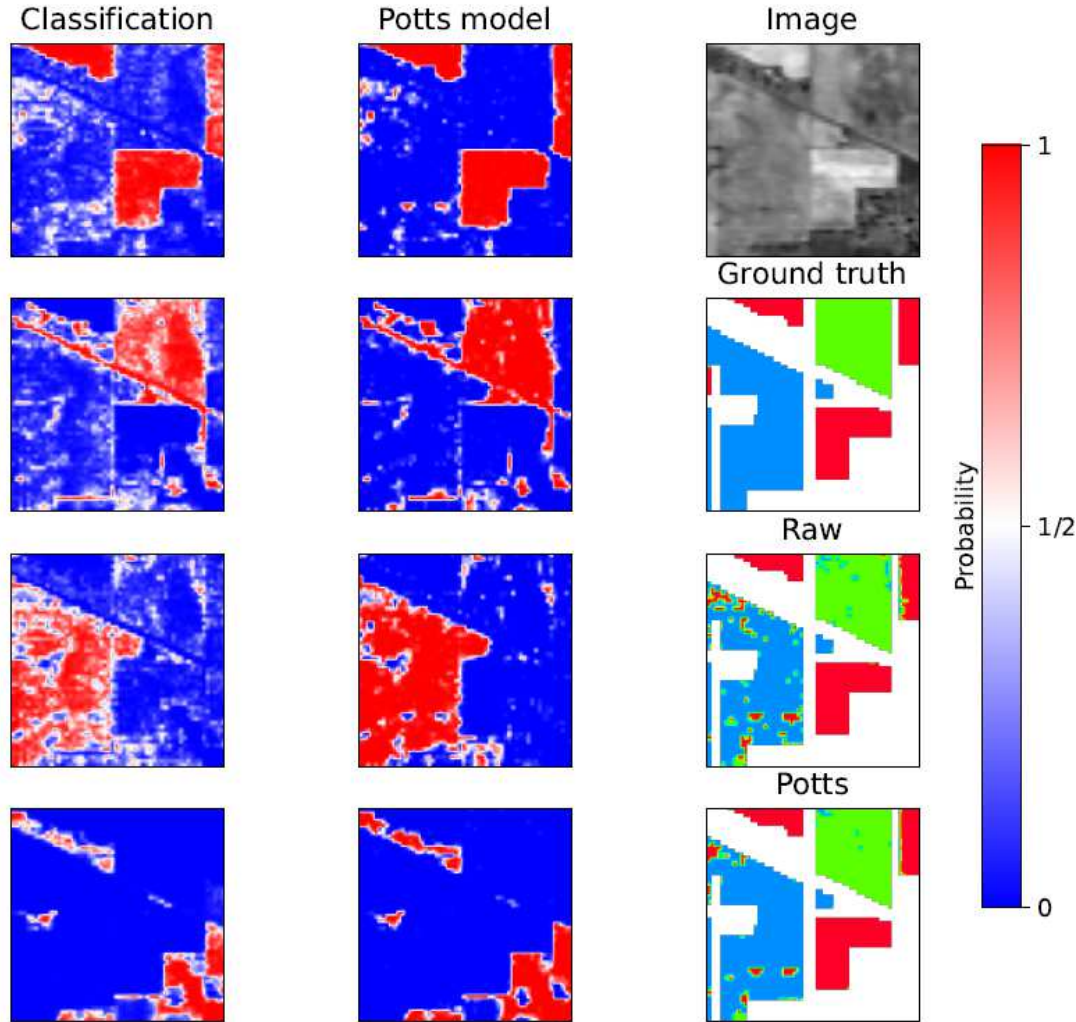 Classification
Potts model
Image
Ground truth
Raw
Potts
Probability
1
1/2
0